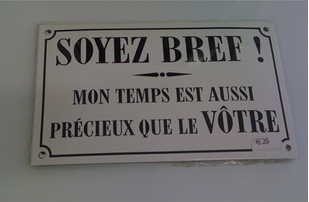 SOYEZ BREF !
MON TEMPS EST AUSSI
PRÉCIEUX QUE LE VÔTRE